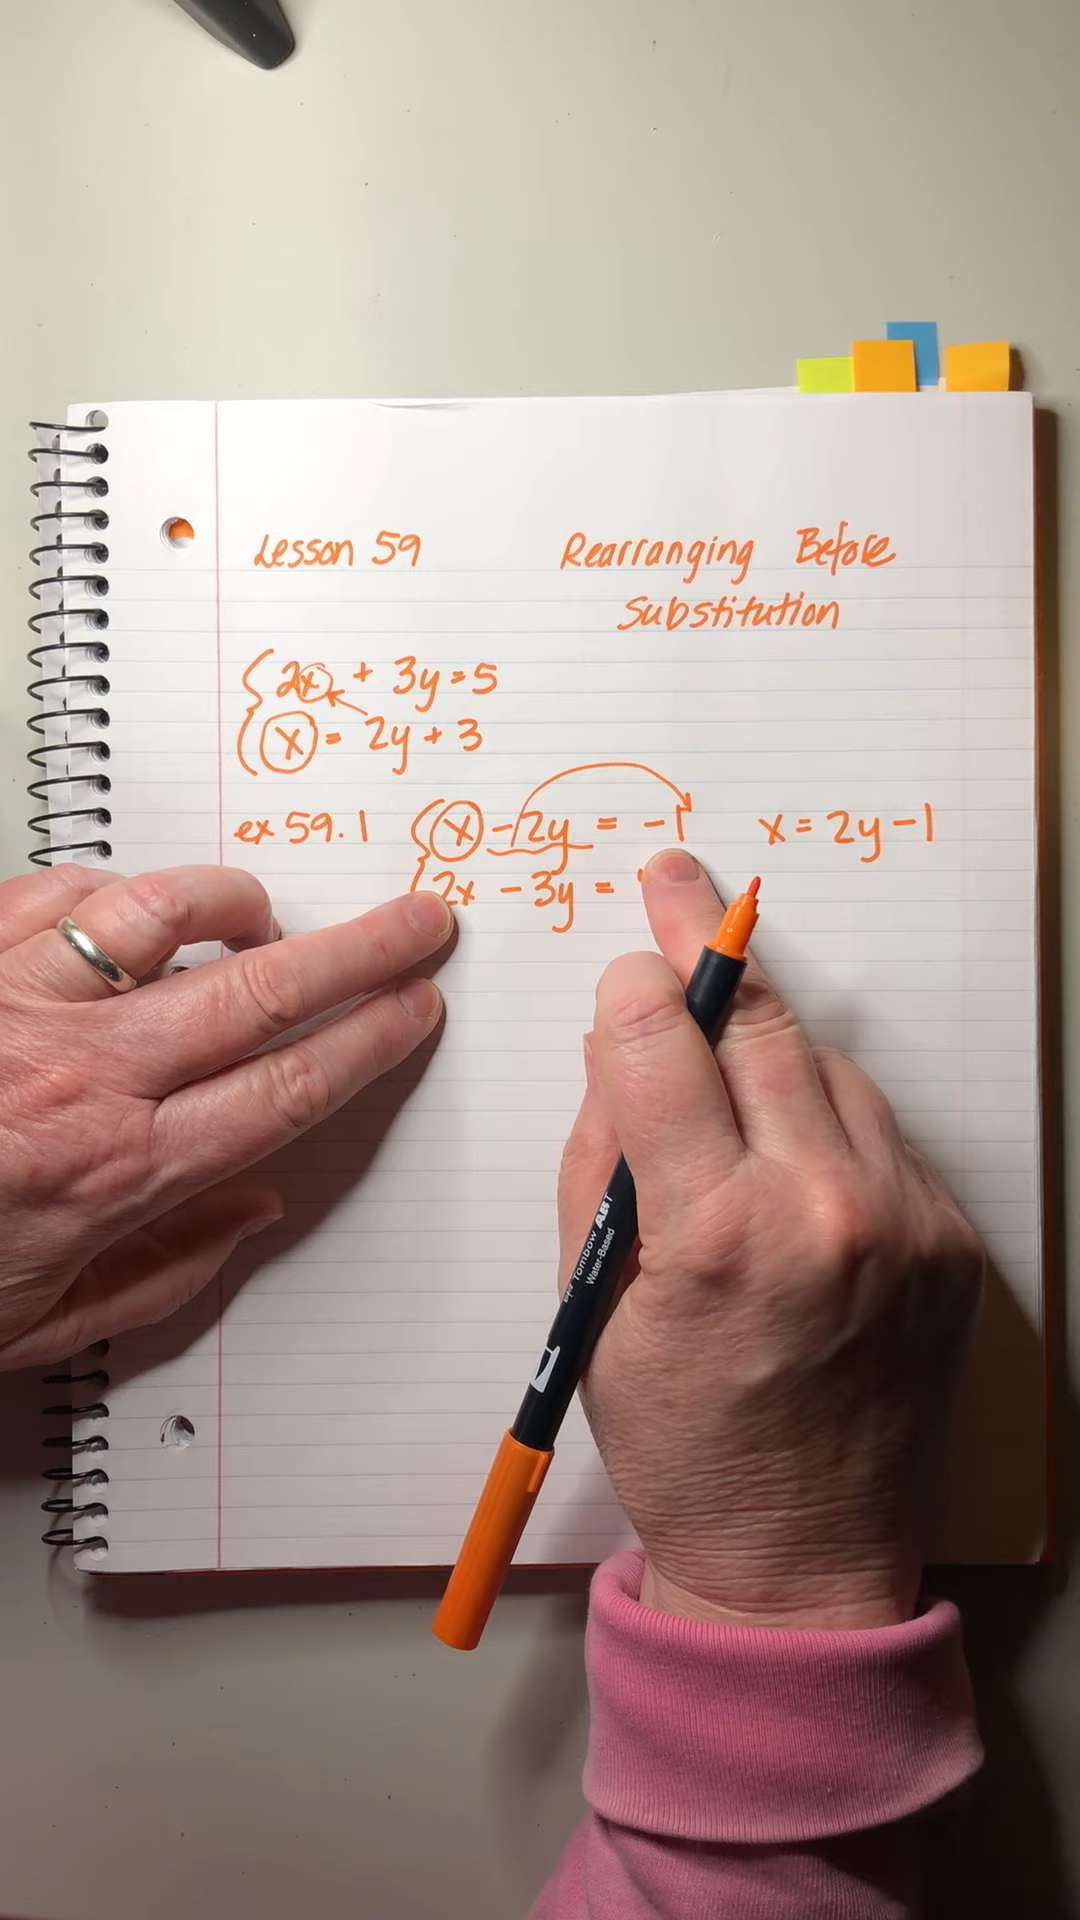 Lesson 59 Rearranging Before
Substitution
2x + 3y = 5
x = 2y + 3
ex 59.1 x - 2y = -1 x = 2y - 1
2x - 3y =
Tombow ABT
Water-Based